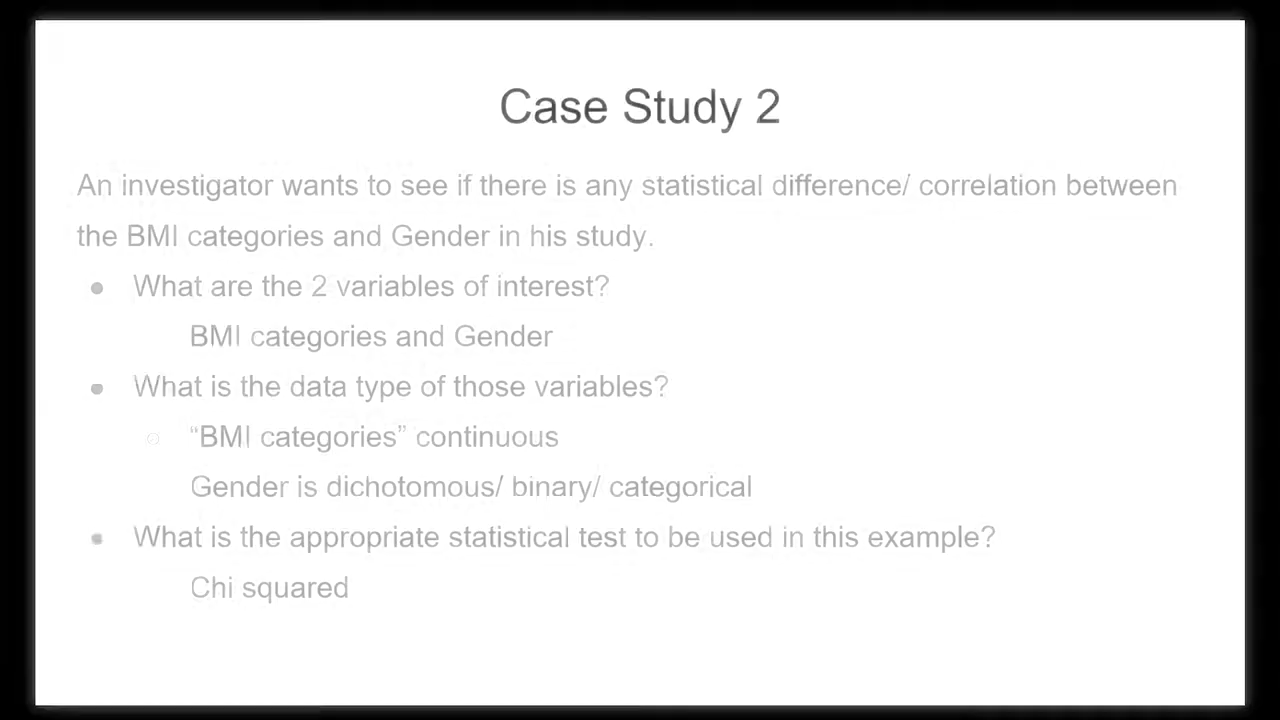 Case Study 2
An investigator wants to see if there is any statistical difference/ correlation between
the BMI categories and Gender in his study.
● What are the 2 variables of interest?
BMI categories and Gender
● What is the data type of those variables?
○ “BMI categories” continuous
Gender is dichotomous/ binary/ categorical
● What is the appropriate statistical test to be used in this example?
Chi squared